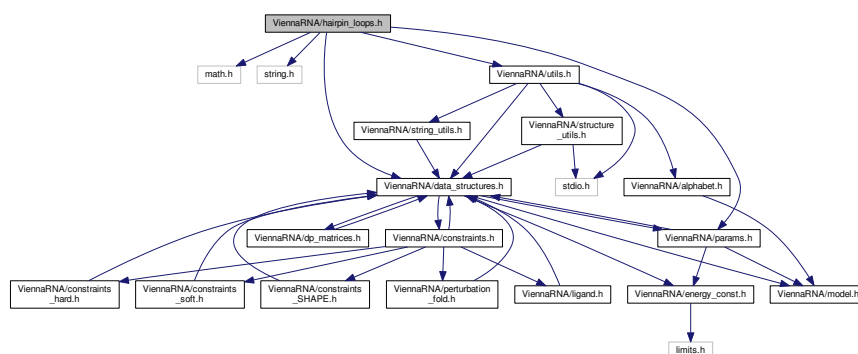 ViennaRNA/hairpin_loops.h
math.h
string.h
ViennaRNA/utils.h
ViennaRNA/string_utils.h
ViennaRNA/structure
_utils.h
ViennaRNA/data_structures.h
stdio.h
ViennaRNA/alphabet.h
ViennaRNA/dp_matrices.h
ViennaRNA/constraints.h
ViennaRNA/params.h
ViennaRNA/constraints
_hard.h
ViennaRNA/constraints
_soft.h
ViennaRNA/constraints
_SHAPE.h
ViennaRNA/perturbation
_fold.h
ViennaRNA/ligand.h
ViennaRNA/energy_const.h
ViennaRNA/model.h
limits.h